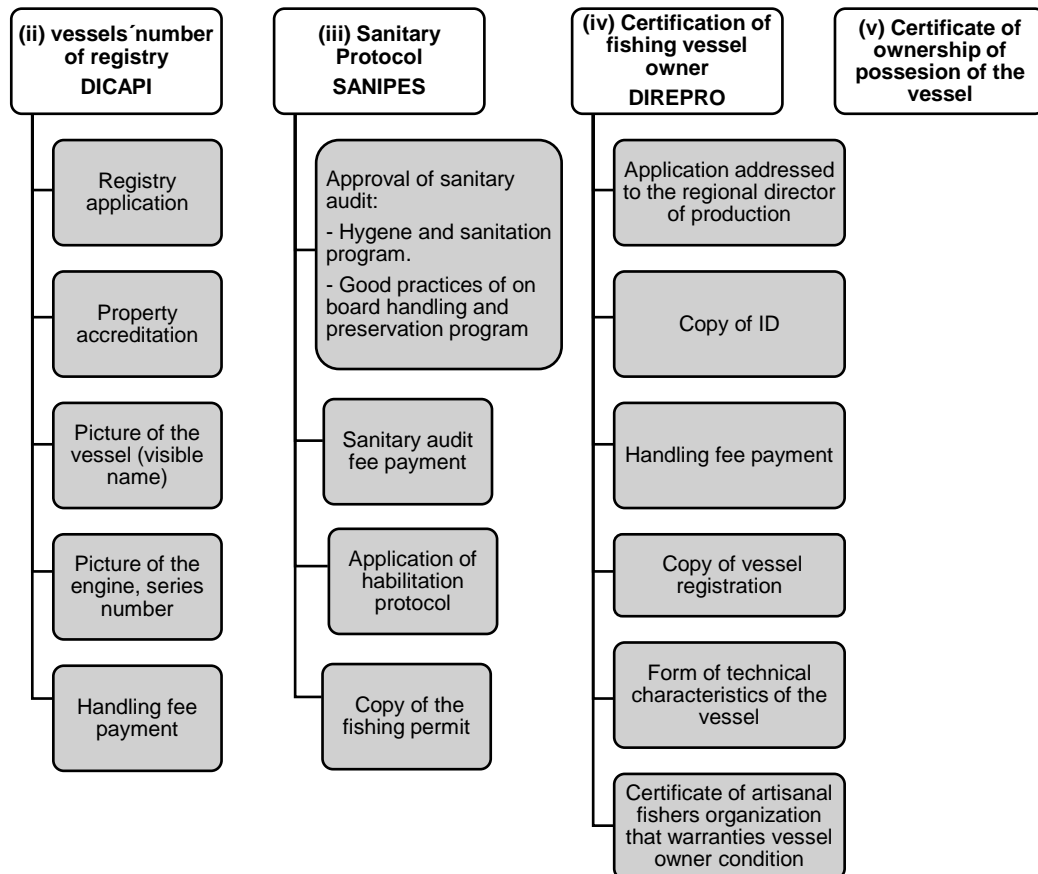 (ii) vessels´number
of registry
DICAPI
Registry
application
Property
accreditation
Picture of the
vessel (visible
name)
Picture of the
engine, series
number
Handling fee
payment
(iii) Sanitary
Protocol
SANIPES
Approval of sanitary
audit:
- Hygene and sanitation
program.
- Good practices of on
board handling and
preservation program
Sanitary audit
fee payment
Application of
habilitation
protocol
Copy of the
fishing permit
(iv) Certification of
fishing vessel
owner
DIREPRO
Application addressed
to the regional director
of production
Copy of ID
Handling fee payment
Copy of vessel
registration
Form of technical
characteristics of the
vessel
Certificate of artisanal
fishers organization
that warranties vessel
owner condition
(v) Certificate of
ownership of
possesion of the
vessel